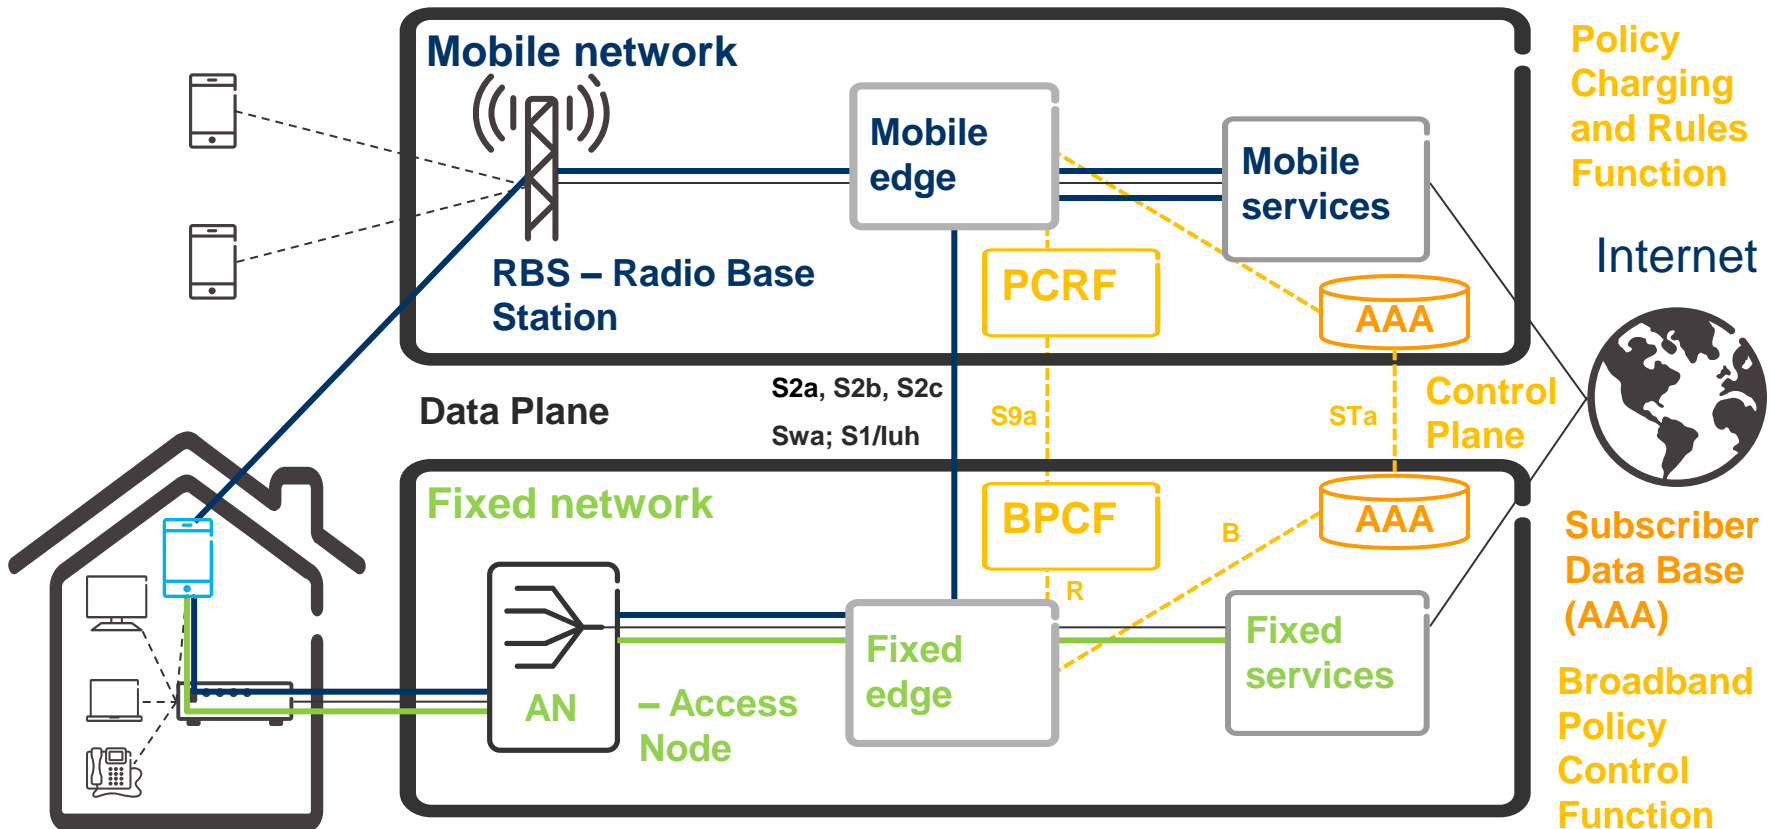 Mobile network
Policy
Charging
and Rules
Function
Mobile
edge
Mobile
services
RBS – Radio Base
Station
PCRF
AAA
Internet
Data Plane
S2a, S2b, S2c
Swa; S1/Iuh
S9a
STa
Control
Plane
Fixed network
BPCF
AAA
B
R
Subscriber
Data Base
(AAA)
Fixed
edge
Fixed
services
AN
– Access
Node
Broadband
Policy
Control
Function